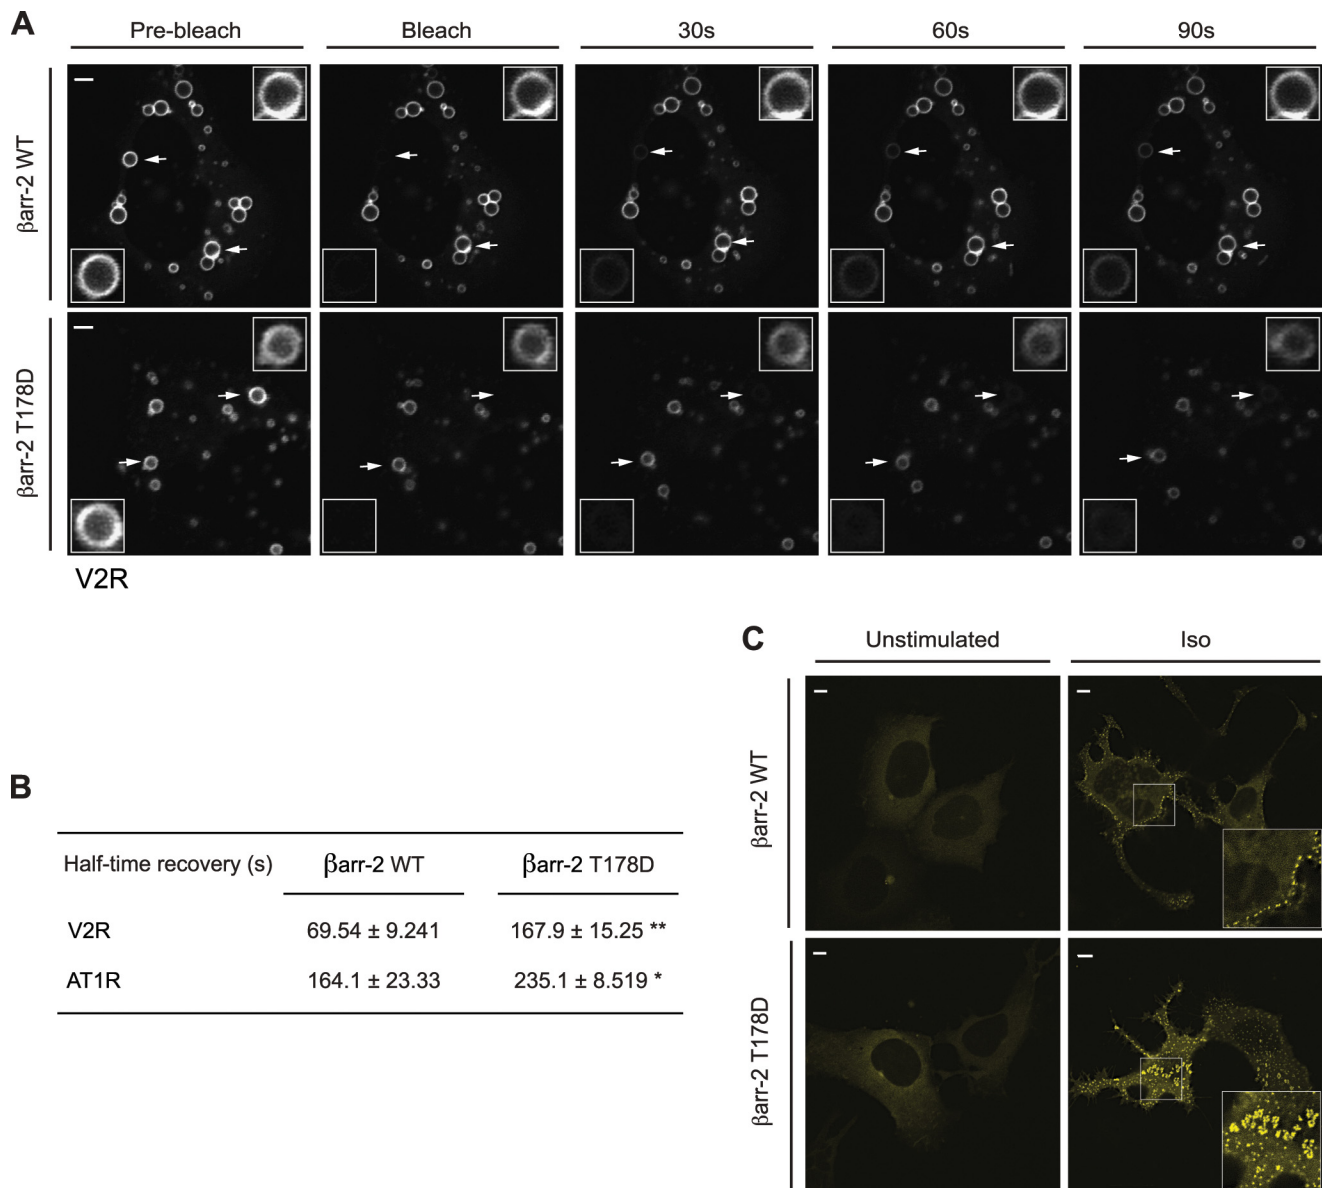 A
Pre-bleach Bleach 30s 60s 90s
βarr-2 WT
βarr-2 T178D
V2R
B
Half-time recovery (s) βarr-2 WT βarr-2 T178D
V2R 69.54 ± 9.241 167.9 ± 15.25 **
AT1R 164.1 ± 23.33 235.1 ± 8.519 *
C
Unstimulated Iso
βarr-2 WT
βarr-2 T178D